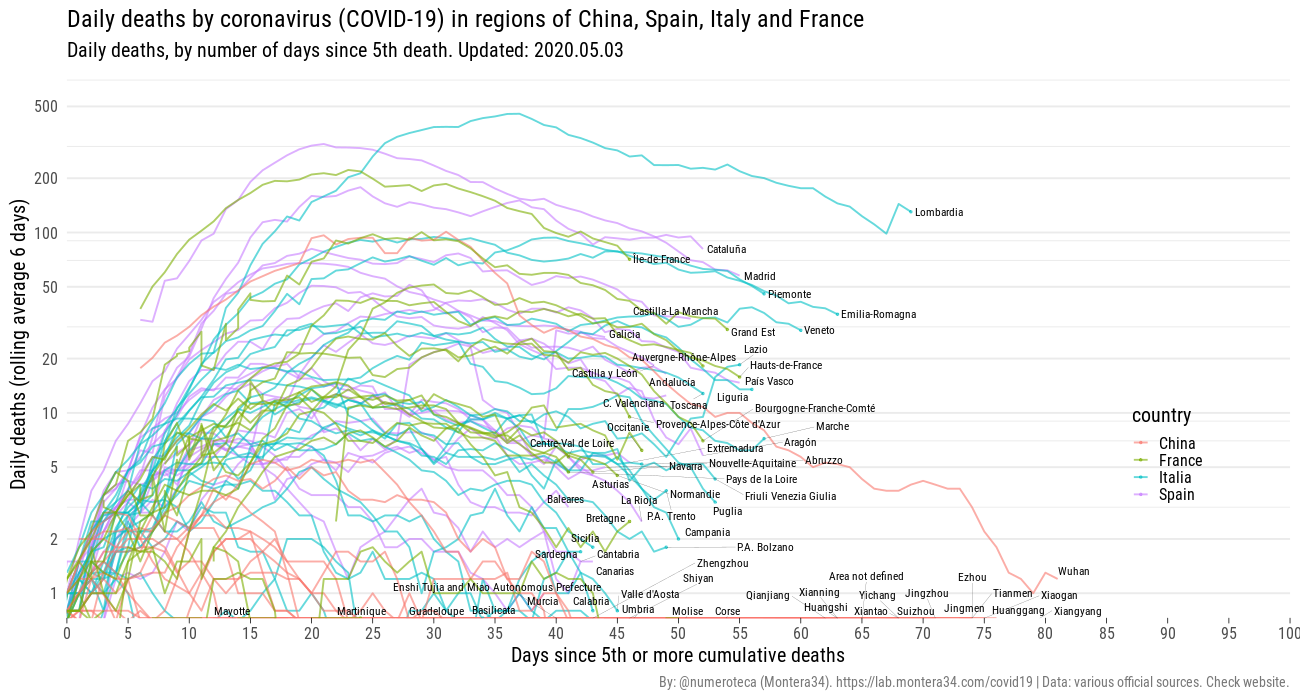 Daily deaths by coronavirus (COVID-19) in regions of China, Spain, Italy and France
Daily deaths, by number of days since 5th death. Updated: 2020.05.03
Daily deaths (rolling average 6 days)
500
200
100
50
20
10
5
2
1
Lombardia
Cataluña
Ile-de-France
Madrid
Piemonte
Castilla-La Mancha
Emilia-Romagna
Galicia
Grand Est
Veneto
Lazio
Auvergne-Rhône-Alpes
Hauts-de-France
Castilla y León
Andalucía
País Vasco
Liguria
C. Valenciana
Toscana
Bourgogne-Franche-Comté
Occitanie
Provence-Alpes-Côte d'Azur
Marche
Centre-Val de Loire
Extremadura
Aragón
Navarra
Nouvelle-Aquitaine
Abruzzo
Asturias
Pays de la Loire
Baleares
La Rioja
Normandie
Friuli Venezia Giulia
Bretagne
P.A. Trento
Puglia
Sicilia
Campania
Sardegna
Cantabria
P.A. Bolzano
Canarias
Zhengzhou
Wuhan
Shiyan
Area not defined
Ezhou
Enshi Tujia and Miao Autonomous Prefecture
Valle d'Aosta
Qianjiang
Xianning
Yichang
Jingzhou
Tianmen
Xiaogan
Murcia
Calabria
Umbria
Huangshi
Xiantao
Suizhou
Jingmen
Huanggang
Xiangyang
Mayotte
Martinique
Guadeloupe
Basilicata
Molise
Corse
country
China
France
Italia
Spain
0 5 10 15 20 25 30 35 40 45 50 55 60 65 70 75 80 85 90 95 100
Days since 5th or more cumulative deaths
By: @numeroteca (Montera34). https://lab.montera34.com/covid19 | Data: various official sources. Check website.